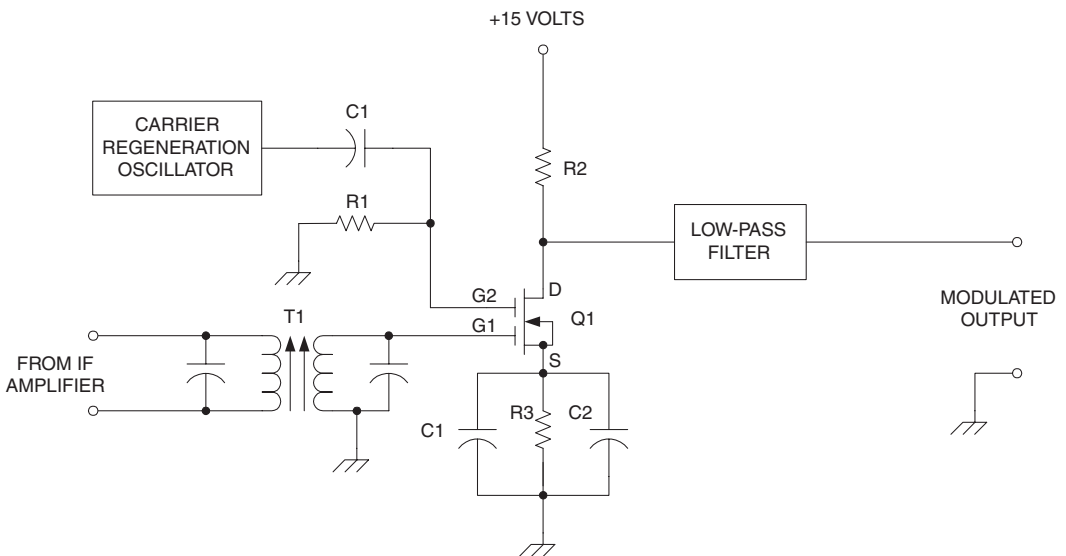 +15 VOLTS
CARRIER
REGENERATION
OSCILLATOR
C1
R2
R1
LOW-PASS
FILTER
G2
D
T1
G1
Q1
MODULATED
OUTPUT
FROM IF
AMPLIFIER
S
C1
R3
C2